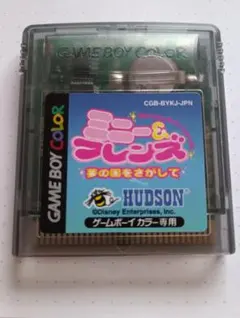 GAME BOY COLOR
CGB-BYKJ-JPN
GAME BOY COLOR
ミニー&
フレンズ
夢の国をさがして
HUDSON
©Disney Enterprises, Inc.
ゲームボーイ カラー専用